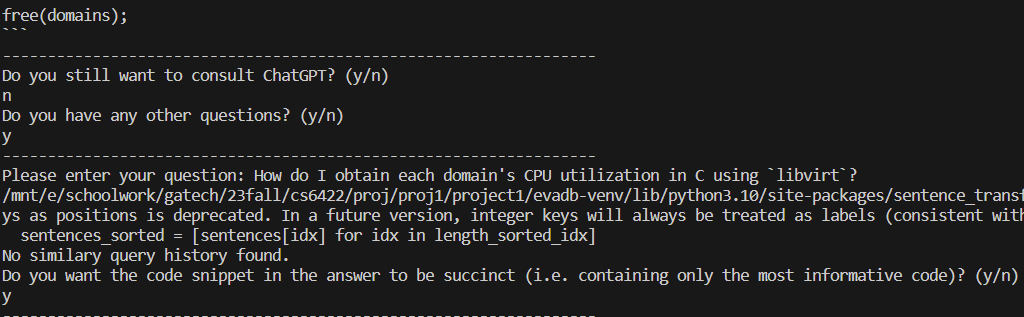 free(domains);
```
------------------------------------------------------------------
Do you still want to consult ChatGPT? (y/n)
n
Do you have any other questions? (y/n)
y
------------------------------------------------------------------
Please enter your question: How do I obtain each domain's CPU utilization in C using `libvirt`?
/mnt/e/schoolwork/gatech/23fall/cs6422/proj/proj1/project1/evadb-venv/lib/python3.10/site-packages/sentence_transf
ys as positions is deprecated. In a future version, integer keys will always be treated as labels (consistent with
  sentences_sorted = [sentences[idx] for idx in length_sorted_idx]
No similary query history found.
Do you want the code snippet in the answer to be succinct (i.e. containing only the most informative code)? (y/n)
y
------------------------------------------------------------------